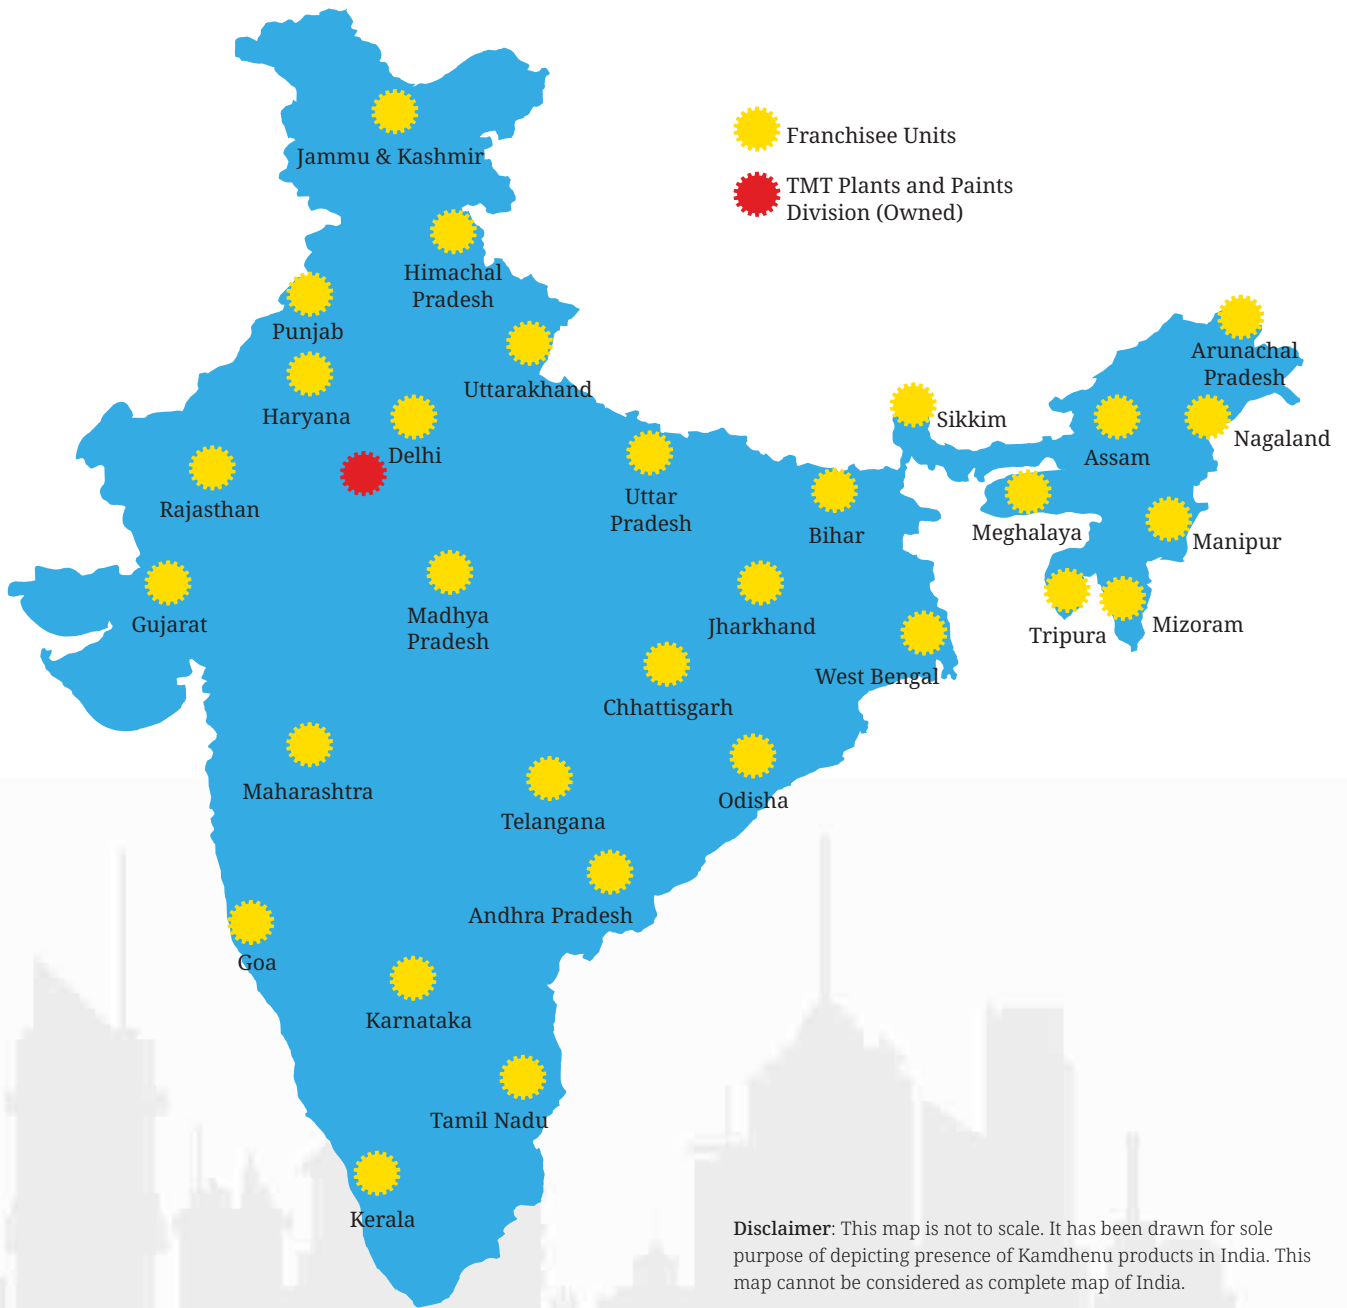 Franchisee Units
TMT Plants and Paints
Division (Owned)
Jammu & Kashmir
Himachal
Pradesh
Punjab
Uttarakhand
Haryana
Delhi
Rajasthan
Uttar
Pradesh
Bihar
Sikkim
Arunachal
Pradesh
Nagaland
Assam
Meghalaya
Manipur
Tripura
Mizoram
Gujarat
Madhya
Pradesh
Jharkhand
West Bengal
Chhattisgarh
Maharashtra
Telangana
Odisha
Andhra Pradesh
Goa
Karnataka
Tamil Nadu
Kerala
Disclaimer: This map is not to scale. It has been drawn for sole
purpose of depicting presence of Kamdhenu products in India. This
map cannot be considered as complete map of India.